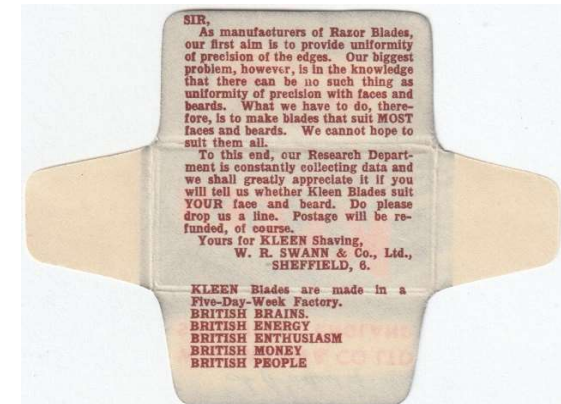 SIR,
As manufacturers of Razor Blades,
our first aim is to provide uniformity
of precision of the edges. Our biggest
problem, however, is in the knowledge
that there can be no such thing as
uniformity of precision with faces and
beards. What we have to do, there-
fore, is to make blades that suit MOST
faces and beards. We cannot hope to
suit them all.
To this end, our Research Depart-
ment is constantly collecting data and
we shall greatly appreciate it if you
will tell us whether Kleen Blades suit
YOUR face and beard. Do please
drop us a line. Postage will be re-
funded, of course.
Yours for KLEEN Shaving,
W. R. SWANN & Co., Ltd.,
SHEFFIELD, 6.
KLEEN Blades are made in a
Five-Day-Week Factory.
BRITISH BRAINS.
BRITISH ENERGY
BRITISH ENTHUSIASM
BRITISH MONEY
BRITISH PEOPLE